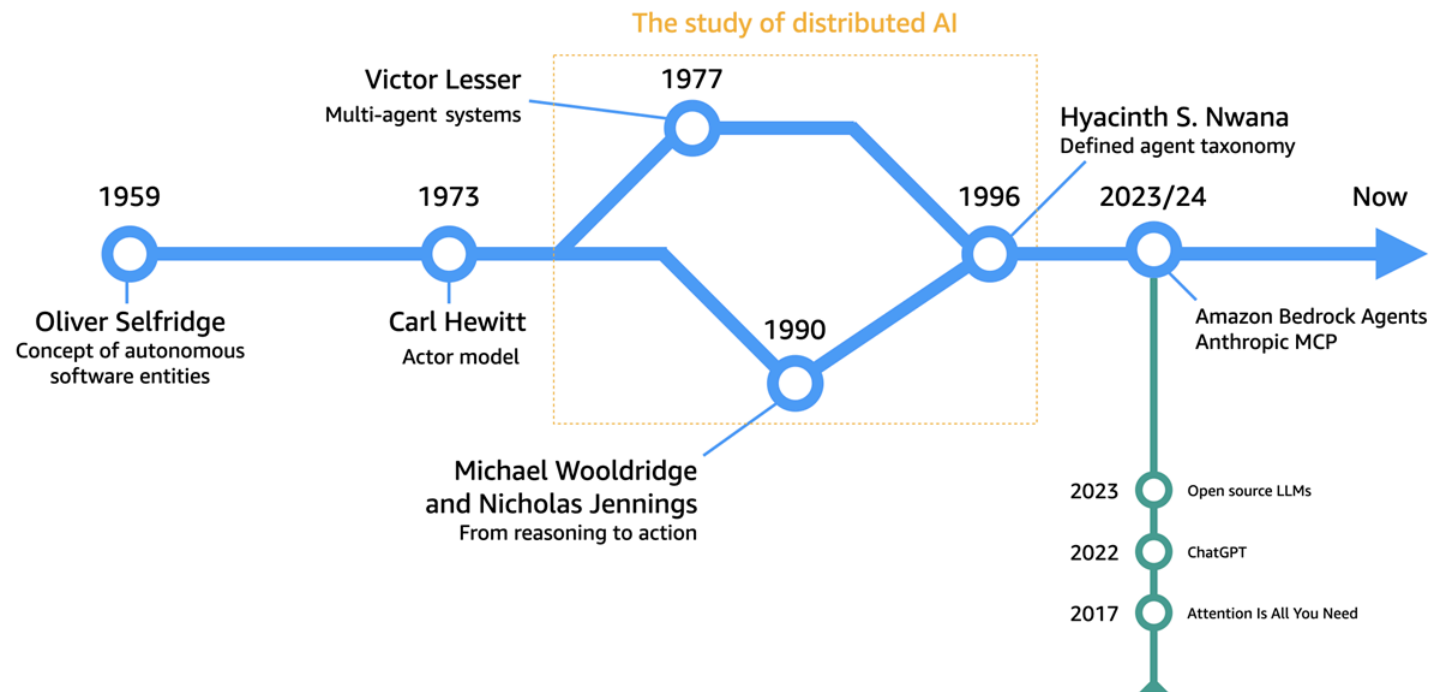 The study of distributed AI
Victor Lesser
Multi-agent systems
1977
Hyacinth S. Nwana
Defined agent taxonomy
1959
1973
1996
2023/24
Now
Oliver Selfridge
Concept of autonomous
software entities
Carl Hewitt
Actor model
1990
Amazon Bedrock Agents
Anthropic MCP
Michael Wooldridge
and Nicholas Jennings
From reasoning to action
2023
Open source LLMs
2022
ChatGPT
2017
Attention Is All You Need